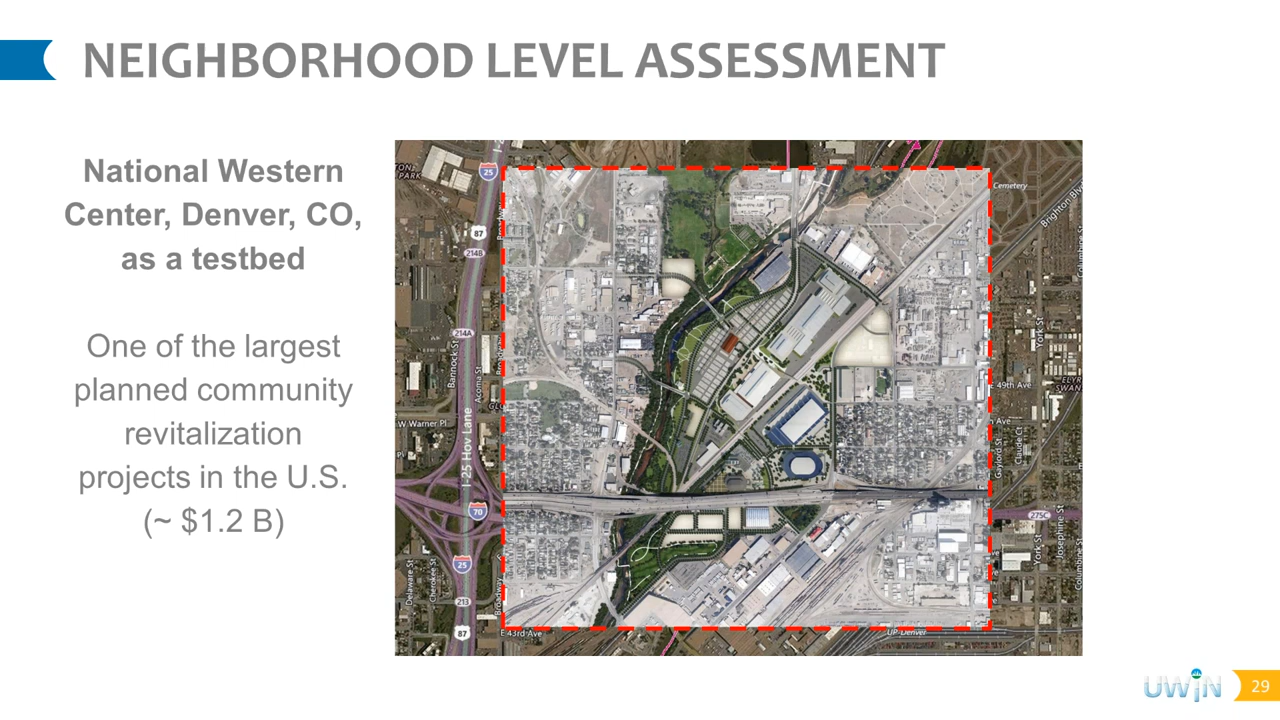 NEIGHBORHOOD LEVEL ASSESSMENT
National Western
Center, Denver, CO,
as a testbed
One of the largest
planned community
revitalization
projects in the U.S.
(~ $1.2 B)
PARK
25
87
214B
214A
Bannock St
Acoma St
W Warner Pl
I-25 Hov Lane
70
25
213
87
Delaware St
Cherokee St
Broadway
E 43rd Ave
Cemetery
Brighton Blv
York St
E 49th Ave
Ave
Gaylord St
Claude Ct
275C
York St
Josephine St
Columbine St
UP-Denver
UWIN
29